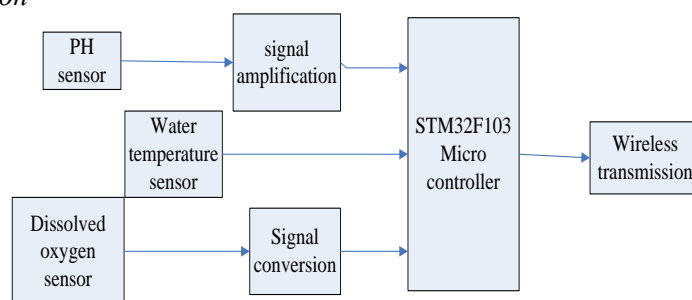 PH
sensor
signal
amplification
Water
temperature
sensor
Dissolved
oxygen
sensor
Signal
conversion
STM32F103
Micro
controller
Wireless
transmission